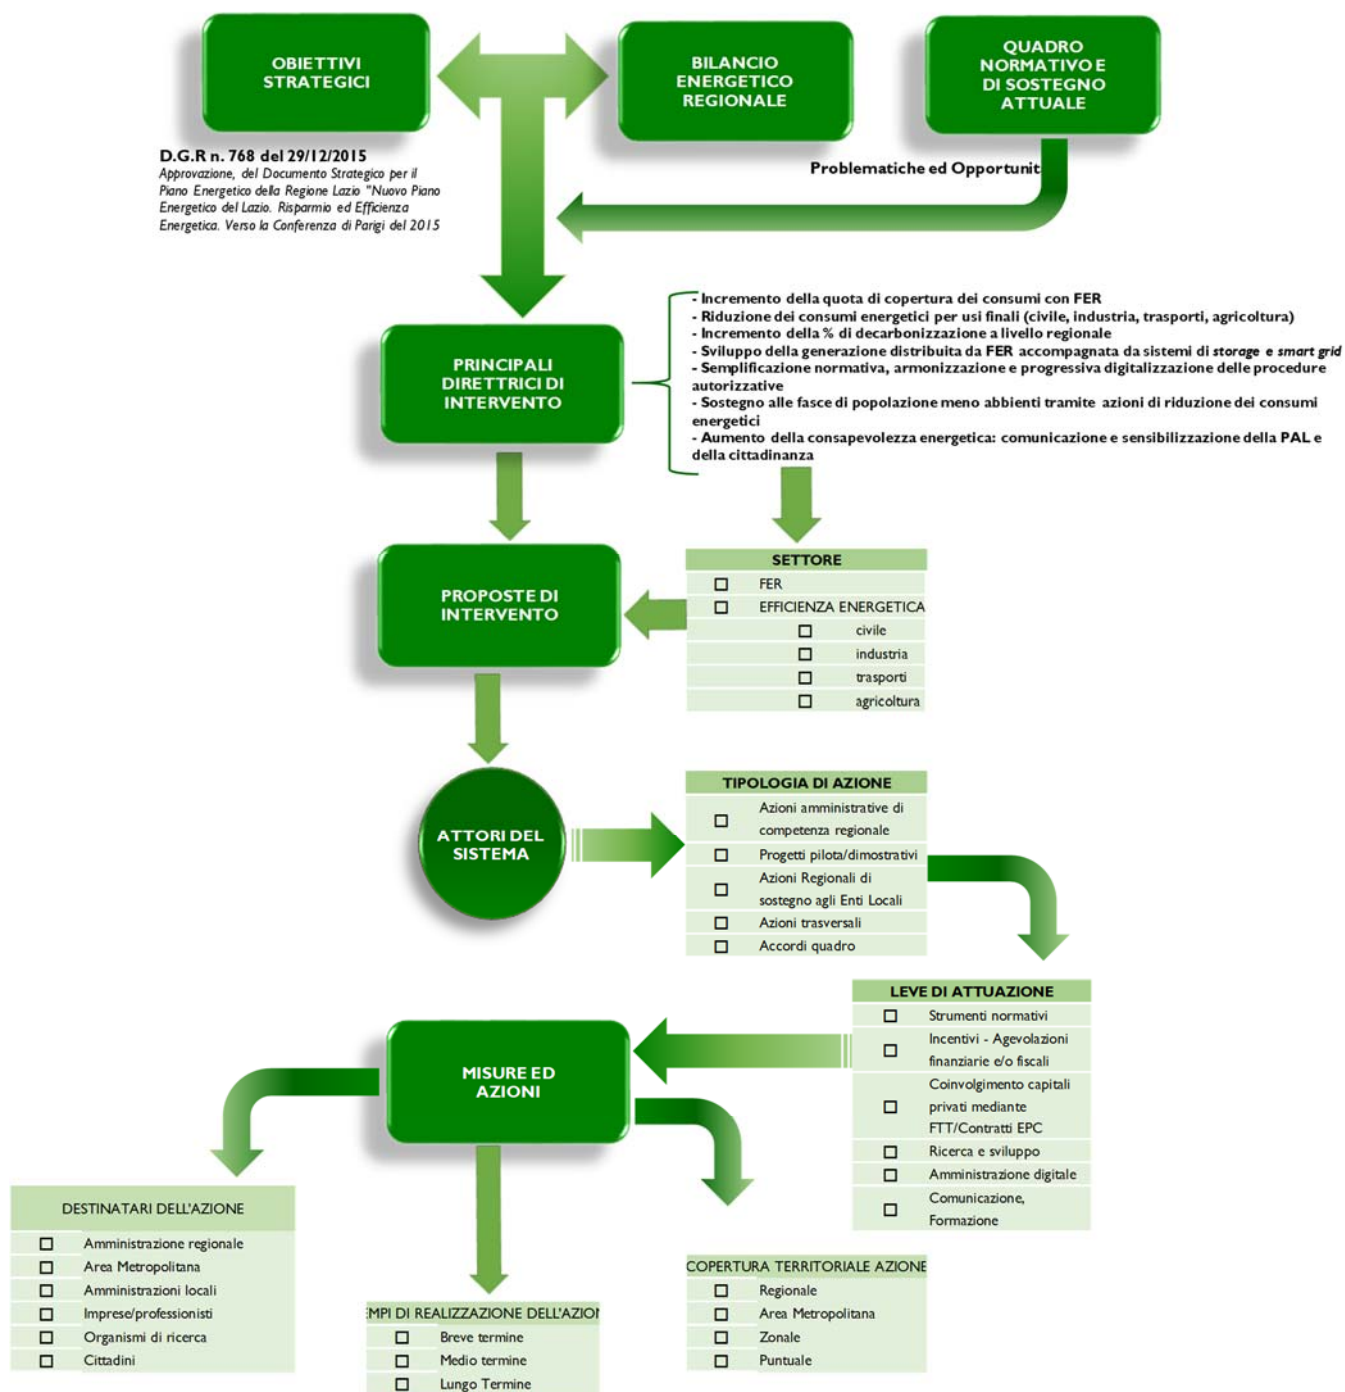 OBIETTIVI
STRATEGICI
BILANCIO
ENERGETICO
REGIONALE
QUADRO
NORMATIVO E
DI SOSTEGNO
ATTUALE
D.G.R n. 768 del 29/12/2015
Approvazione, del Documento Strategico per il
Piano Energetico della Regione Lazio "Nuovo Piano
Energetico del Lazio. Risparmio ed Efficienza
Energetica. Verso la Conferenza di Parigi del 2015
Problematiche ed Opportunit
PRINCIPALI
DIRETTRICI DI
INTERVENTO
- Incremento della quota di copertura dei consumi con FER
- Riduzione dei consumi energetici per usi finali (civile, industria, trasporti, agricoltura)
- Incremento della % di decarbonizzazione a livello regionale
- Sviluppo della generazione distribuita da FER accompagnata da sistemi di storage e smart grid
- Semplificazione normativa, armonizzazione e progressiva digitalizzazione delle procedure
autorizzative
- Sostegno alle fasce di popolazione meno abbienti tramite azioni di riduzione dei consumi
energetici
- Aumento della consapevolezza energetica: comunicazione e sensibilizzazione della PAL e
della cittadinanza
PROPOSTE DI
INTERVENTO
SETTORE
☐ FER
☐ EFFICIENZA ENERGETICA
☐ civile
☐ industria
☐ trasporti
☐ agricoltura
ATTORI DEL
SISTEMA
TIPOLOGIA DI AZIONE
☐ Azioni amministrative di
competenza regionale
☐ Progetti pilota/dimostrativi
☐ Azioni Regionali di
sostegno agli Enti Locali
☐ Azioni trasversali
☐ Accordi quadro
LEVE DI ATTUAZIONE
☐ Strumenti normativi
☐ Incentivi - Agevolazioni
finanziarie e/o fiscali
☐ Coinvolgimento capitali
privati mediante
FTT/Contratti EPC
☐ Ricerca e sviluppo
☐ Amministrazione digitale
☐ Comunicazione,
Formazione
MISURE ED
AZIONI
DESTINATARI DELL'AZIONE
☐ Amministrazione regionale
☐ Area Metropolitana
☐ Amministrazioni locali
☐ Imprese/professionisti
☐ Organismi di ricerca
☐ Cittadini
EMPI DI REALIZZAZIONE DELL'AZION
☐ Breve termine
☐ Medio termine
☐ Lungo Termine
COPERTURA TERRITORIALE AZIONE
☐ Regionale
☐ Area Metropolitana
☐ Zonale
☐ Puntuale